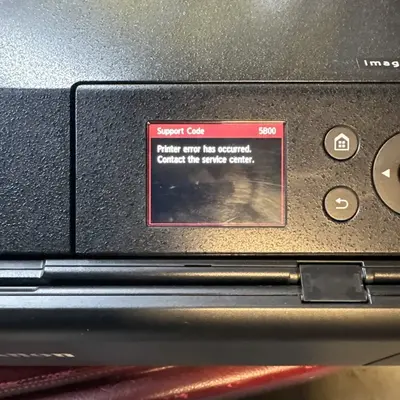 imag
Support Code 5B00
Printer error has occurred.
Contact the service center.